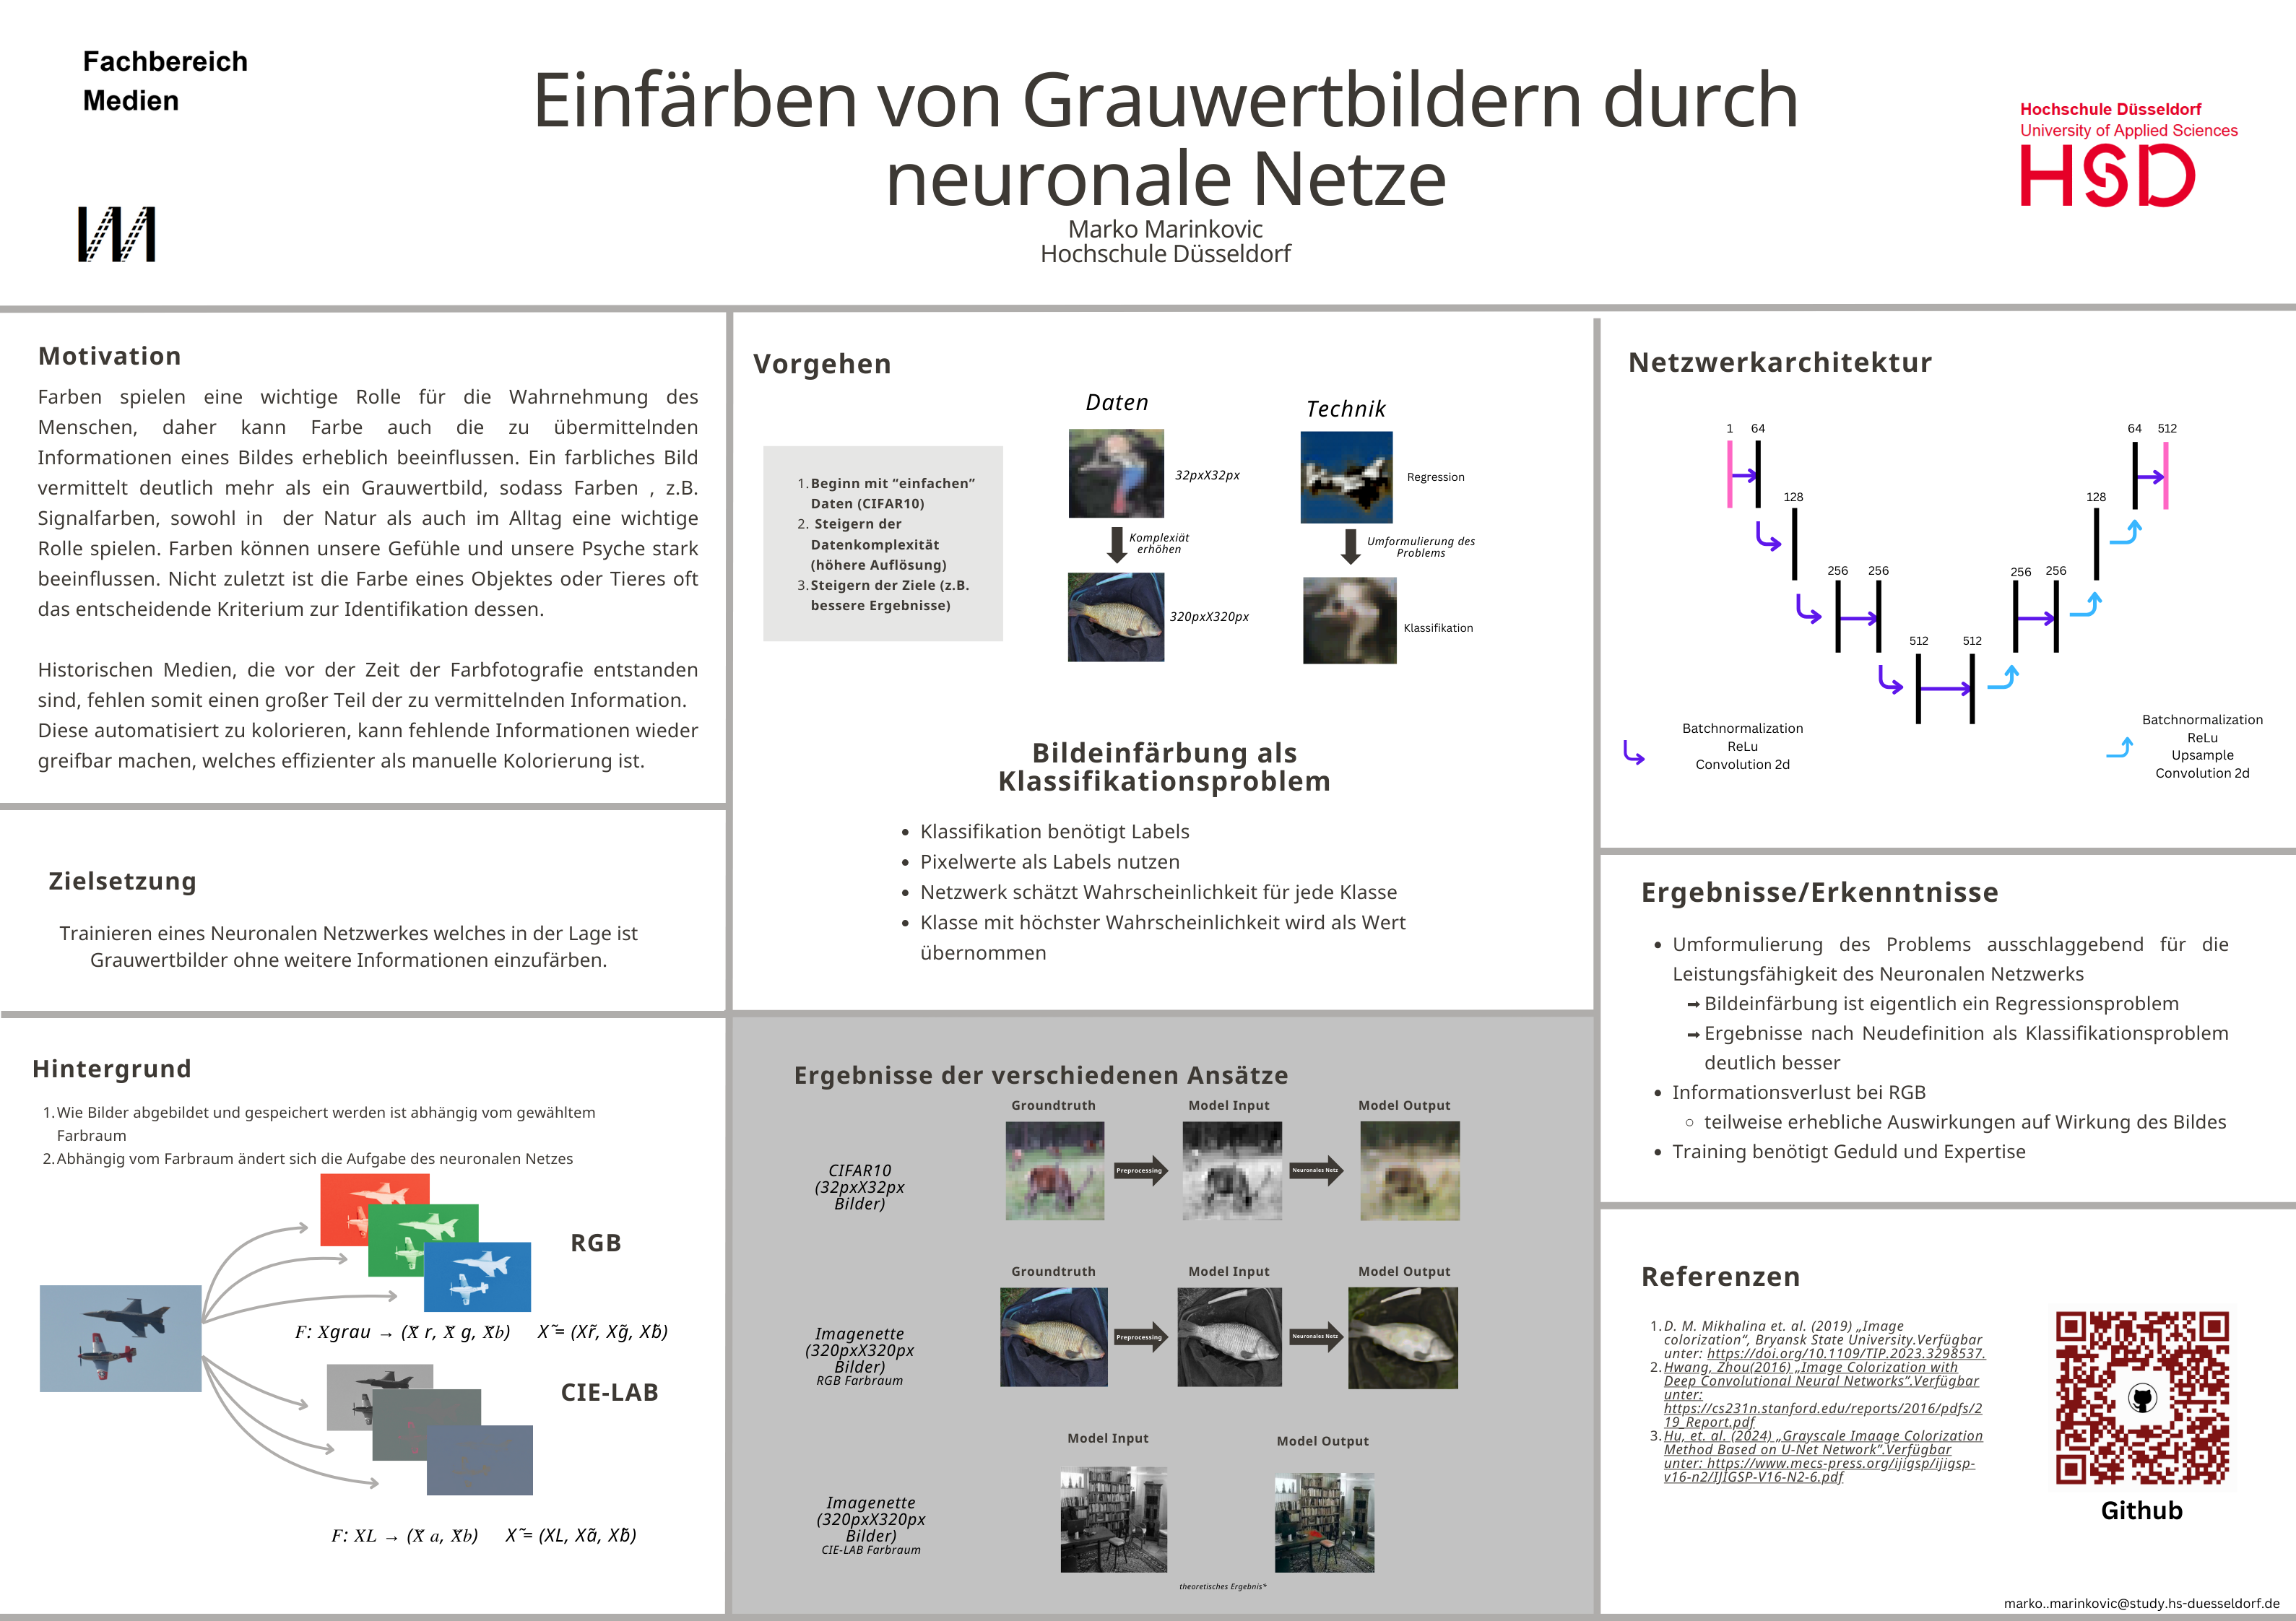 Fachbereich
Medien
Einfärben von Grauwertbildern durch
neuronale Netze
Marko Marinkovic
Hochschule Düsseldorf
Hochschule Düsseldorf
University of Applied Sciences
HSD
Motivation
Farben spielen eine wichtige Rolle für die Wahrnehmung des
Menschen, daher kann Farbe auch die zu übermittelnden
Informationen eines Bildes erheblich beeinflussen. Ein farbliches Bild
vermittelt deutlich mehr als ein Grauwertbild, sodass Farben , z.B.
Signalfarben, sowohl in der Natur als auch im Alltag eine wichtige
Rolle spielen. Farben können unsere Gefühle und unsere Psyche stark
beeinflussen. Nicht zuletzt ist die Farbe eines Objektes oder Tieres oft
das entscheidende Kriterium zur Identifikation dessen.
Historischen Medien, die vor der Zeit der Farbfotografie entstanden
sind, fehlen somit einen großer Teil der zu vermittelnden Information.
Diese automatisiert zu kolorieren, kann fehlende Informationen wieder
greifbar machen, welches effizienter als manuelle Kolorierung ist.
Zielsetzung
Trainieren eines Neuronalen Netzwerkes welches in der Lage ist
Grauwertbilder ohne weitere Informationen einzufärben.
Hintergrund
1. Wie Bilder abgebildet und gespeichert werden ist abhängig vom gewähltem
Farbraum
2. Abhängig vom Farbraum ändert sich die Aufgabe des neuronalen Netzes
RGB
F: Xgrau → (X̃ r, X̃ g, X̃b) X̃ = (Xr̃, Xg̃, Xb̃)
CIE-LAB
F: XL → (X̃ a, X̃b) X̃ = (XL, Xã, Xb̃)
Vorgehen
1. Beginn mit “einfachen”
Daten (CIFAR10)
2. Steigern der
Datenkomplexität
(höhere Auflösung)
3. Steigern der Ziele (z.B.
bessere Ergebnisse)
Daten
32pxX32px
Komplexiät
erhöhen
320pxX320px
Technik
Regression
Umformulierung des
Problems
Klassifikation
Bildeinfärbung als
Klassifikationsproblem
• Klassifikation benötigt Labels
• Pixelwerte als Labels nutzen
• Netzwerk schätzt Wahrscheinlichkeit für jede Klasse
• Klasse mit höchster Wahrscheinlichkeit wird als Wert
übernommen
Ergebnisse der verschiedenen Ansätze
Groundtruth Model Input Model Output
CIFAR10
(32pxX32px
Bilder)
Preprocessing
Neuronales Netz
Groundtruth Model Input Model Output
Imagenette
(320pxX320px
Bilder)
RGB Farbraum
Preprocessing
Neuronales Netz
Model Input Model Output
Imagenette
(320pxX320px
Bilder)
CIE-LAB Farbraum
theoretisches Ergebnis*
Netzwerkarchitektur
1 64 64 512
128 128
256 256 256 256
512 512
Batchnormalization
ReLu
Convolution 2d
Batchnormalization
ReLu
Upsample
Convolution 2d
Ergebnisse/Erkenntnisse
• Umformulierung des Problems ausschlaggebend für die
Leistungsfähigkeit des Neuronalen Netzwerks
➞ Bildeinfärbung ist eigentlich ein Regressionsproblem
➞ Ergebnisse nach Neudefinition als Klassifikationsproblem
deutlich besser
• Informationsverlust bei RGB
○ teilweise erhebliche Auswirkungen auf Wirkung des Bildes
• Training benötigt Geduld und Expertise
Referenzen
1. D. M. Mikhalina et. al. (2019) „Image
colorization“, Bryansk State University.Verfügbar
unter: https://doi.org/10.1109/TIP.2023.3298537.
2. Hwang, Zhou(2016) „Image Colorization with
Deep Convolutional Neural Networks”.Verfügbar
unter:
https://cs231n.stanford.edu/reports/2016/pdfs/2
19_Report.pdf
3. Hu, et. al. (2024) „Grayscale Imaage Colorization
Method Based on U-Net Network”.Verfügbar
unter: https://www.mecs-press.org/ijigsp/ijigsp-
v16-n2/IJIGSP-V16-N2-6.pdf
Github
marko..marinkovic@study.hs-duesseldorf.de